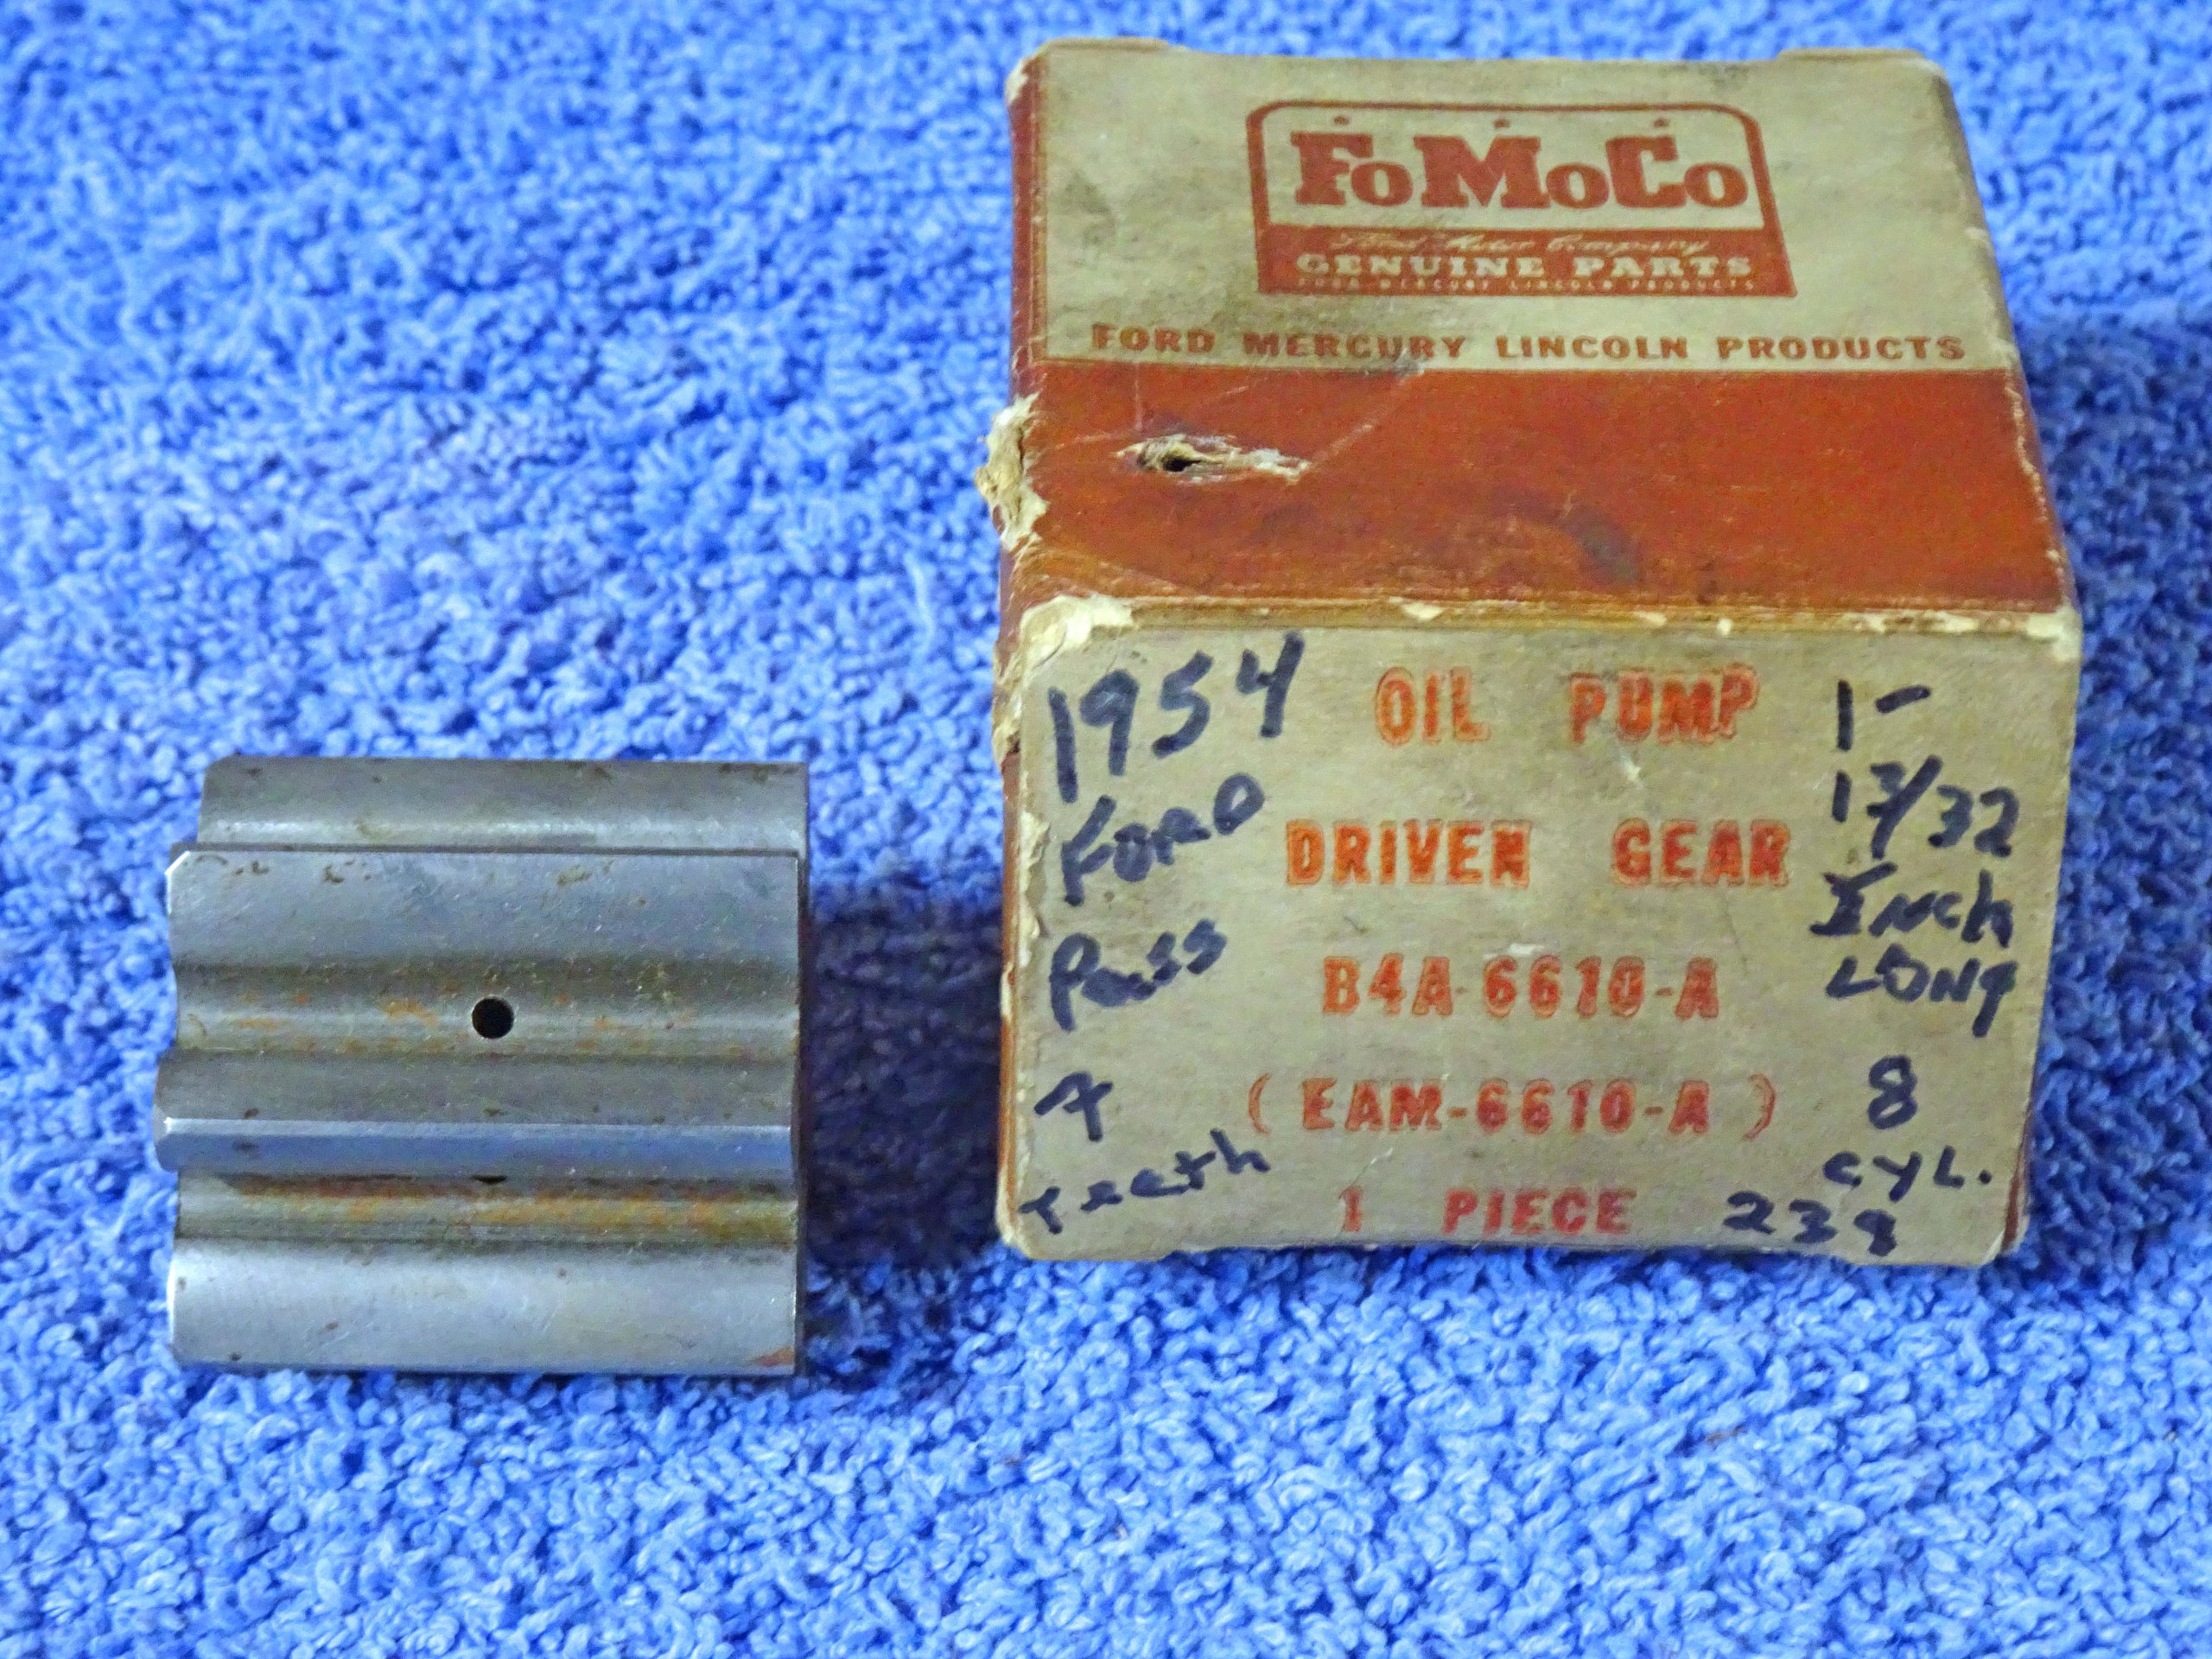 FoMoCo
Ford Motor Company
GENUINE PARTS
FORD MERCURY LINCOLN PRODUCTS
FORD MERCURY LINCOLN PRODUCTS
1954
Ford
Pass
7
Teeth
OIL PUMP
DRIVEN GEAR
B4A-6610-A
(EAM-6610-A)
1 PIECE
1-
17/32
Inch
Long
8
cyL.
239